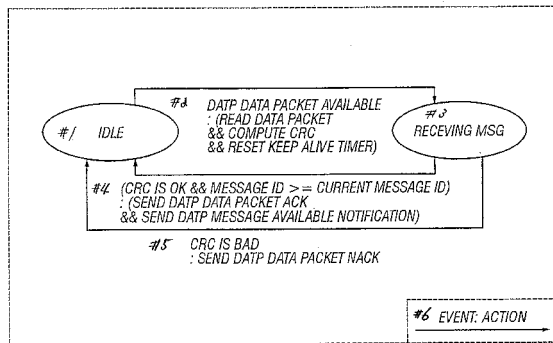 #2 DATP DATA PACKET AVAILABLE
: (READ DATA PACKET
&& COMPUTE CRC
&& RESET KEEP ALIVE TIMER)
#1 IDLE
#3
RECEVING MSG
#4 (CRC IS OK && MESSAGE ID >= CURRENT MESSAGE ID)
: (SEND DATP DATA PACKET ACK
&& SEND DATP MESSAGE AVAILABLE NOTIFICATION)
#5 CRC IS BAD
: SEND DATP DATA PACKET NACK
#6 EVENT: ACTION